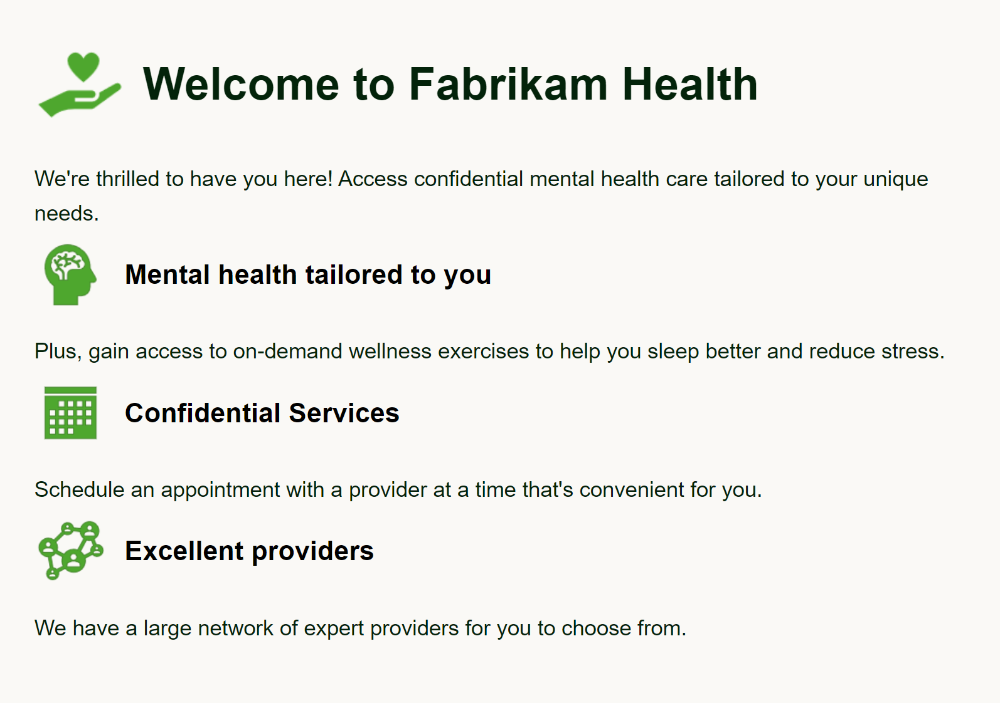 Welcome to Fabrikam Health
We're thrilled to have you here! Access confidential mental health care tailored to your unique
needs.
Mental health tailored to you
Plus, gain access to on-demand wellness exercises to help you sleep better and reduce stress.
Confidential Services
Schedule an appointment with a provider at a time that's convenient for you.
Excellent providers
We have a large network of expert providers for you to choose from.